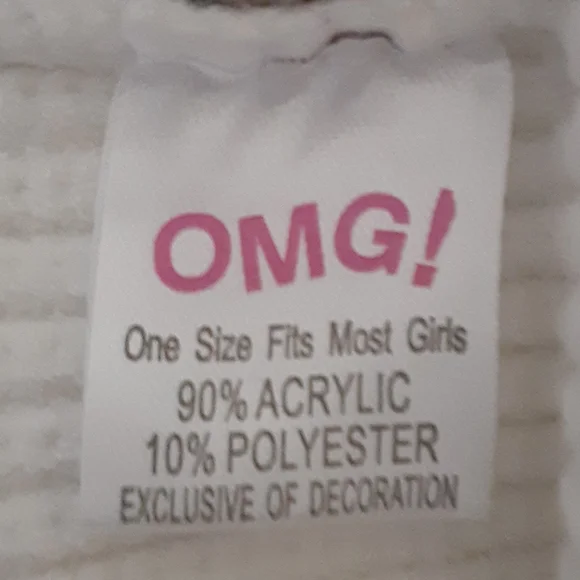 OMG!
One Size Fits Most Girls
90% ACRYLIC
10% POLYESTER
EXCLUSIVE OF DECORATION